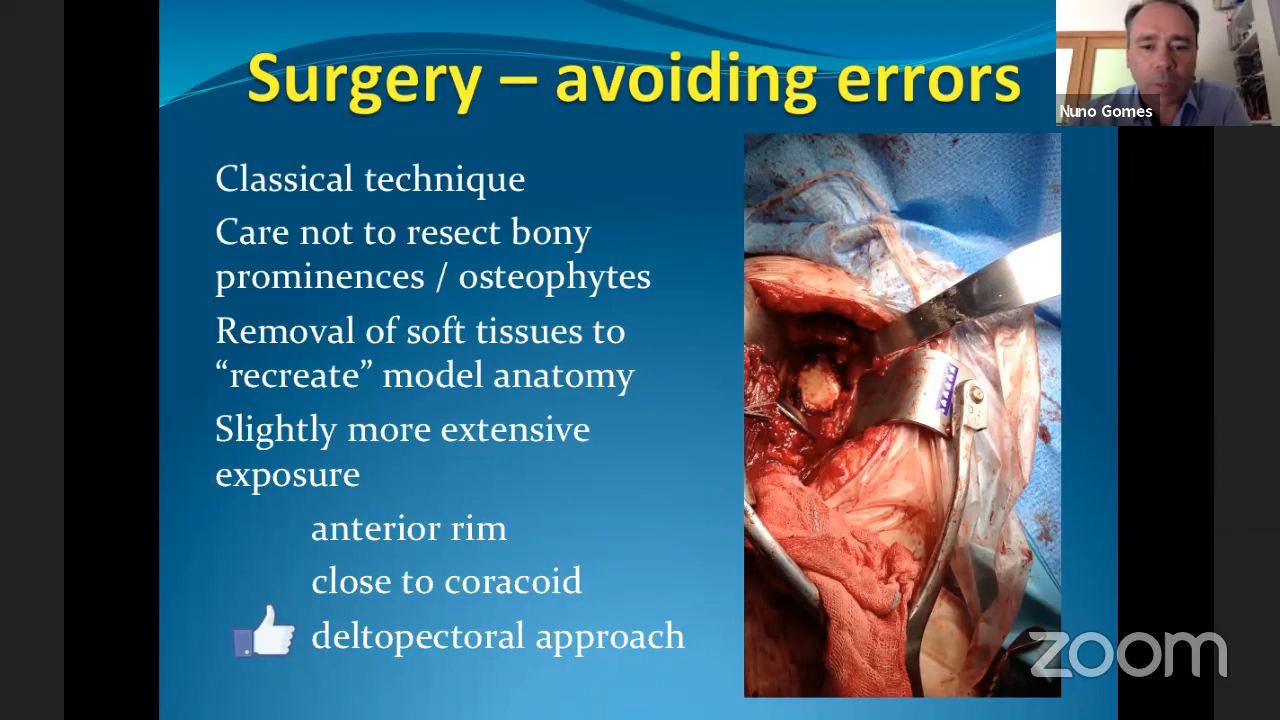 Surgery – avoiding errors
Nuno Gomes
Classical technique
Care not to resect bony
prominences / osteophytes
Removal of soft tissues to
“recreate” model anatomy
Slightly more extensive
exposure
anterior rim
close to coracoid
deltopectoral approach
zoom